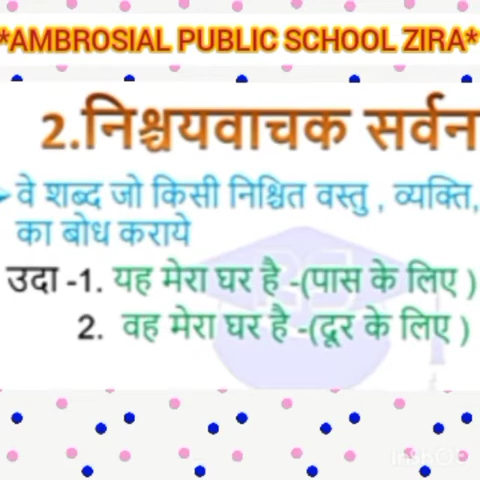 *AMBROSIAL PUBLIC SCHOOL ZIRA*
2.निश्चयवाचक सर्वन
वे शब्द जो किसी निश्चित वस्तु , व्यक्ति,
का बोध कराये
उदा -1. यह मेरा घर है -(पास के लिए )
2. वह मेरा घर है -(दूर के लिए )